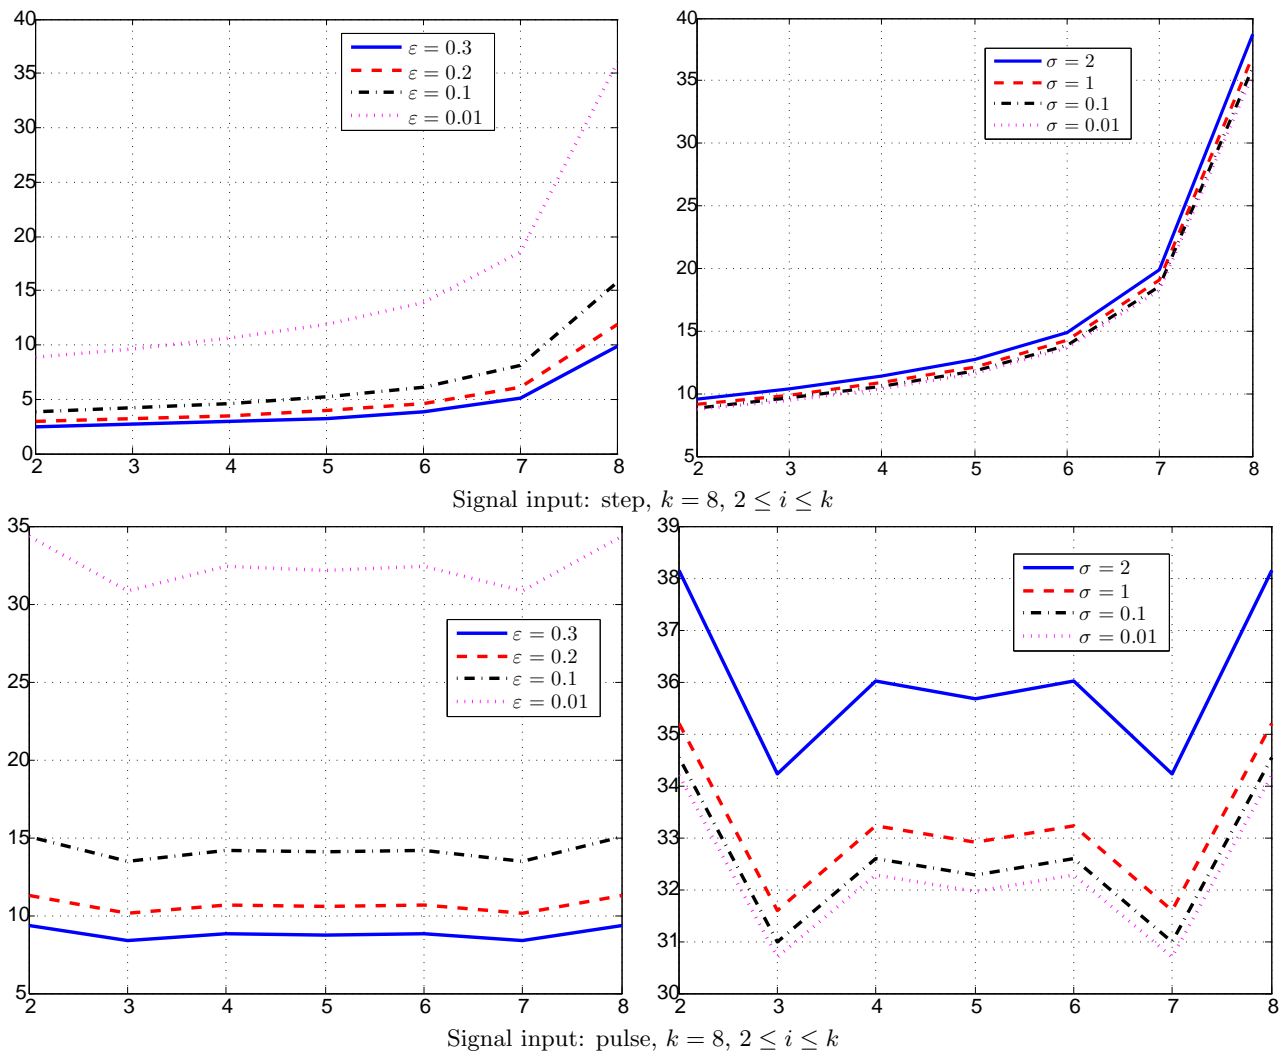 40
35
30
25
20
15
10
5
0
2 3 4 5 6 7 8
ε = 0.3
ε = 0.2
ε = 0.1
ε = 0.01
40
35
30
25
20
15
10
5
2 3 4 5 6 7 8
σ = 2
σ = 1
σ = 0.1
σ = 0.01
Signal input: step, k = 8, 2 ≤ i ≤ k
35
30
25
20
15
10
5
2 3 4 5 6 7 8
ε = 0.3
ε = 0.2
ε = 0.1
ε = 0.01
39
38
37
36
35
34
33
32
31
30
2 3 4 5 6 7 8
σ = 2
σ = 1
σ = 0.1
σ = 0.01
Signal input: pulse, k = 8, 2 ≤ i ≤ k